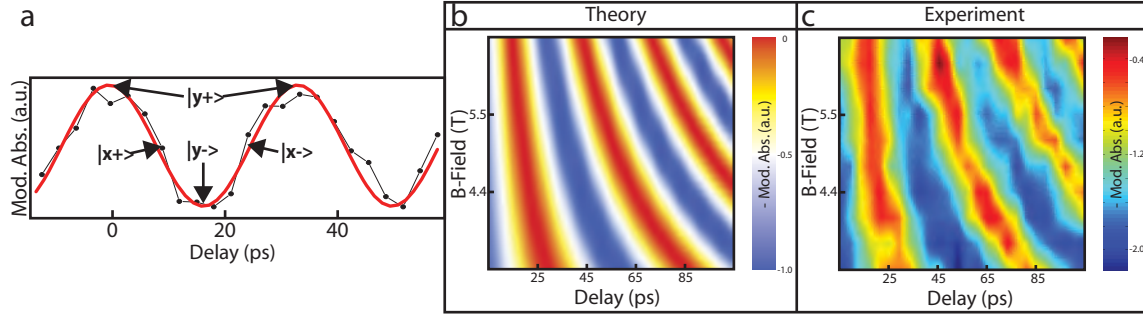 a
Mod. Abs. (a.u.)
|y+>
|x+>
|y->
|x->
0
20
40
Delay (ps)
b
Theory
B-Field (T)
5.5
4.4
25
45
65
85
Delay (ps)
0
-0.5
-1.0
- Mod. Abs. (a.u.)
c
Experiment
B-Field (T)
5.5
4.4
25
45
65
85
Delay (ps)
-0.4
-1.2
-2.0
- Mod. Abs. (a.u.)